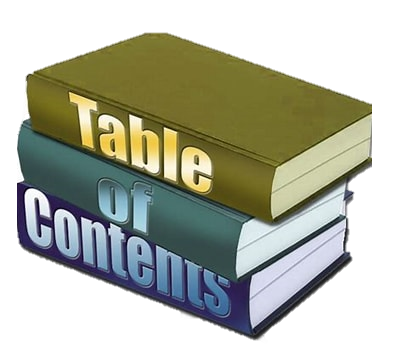 Table
of
Contents